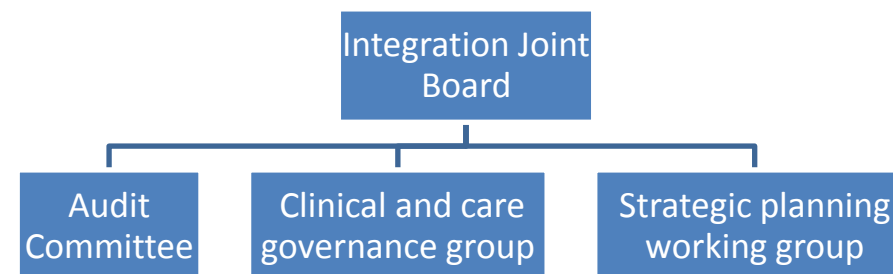 Integration Joint
Board
Audit
Committee
Clinical and care
governance group
Strategic planning
working group